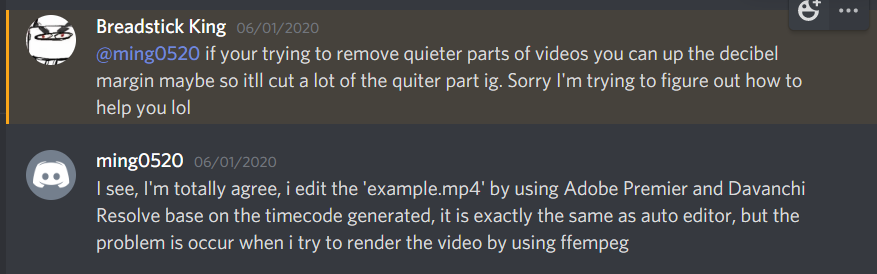 Breadstick King 06/01/2020
@ming0520 if your trying to remove quieter parts of videos you can up the decibel
margin maybe so itll cut a lot of the quiter part ig. Sorry I'm trying to figure out how to
help you lol
ming0520 06/01/2020
I see, I'm totally agree, i edit the 'example.mp4' by using Adobe Premier and Davanchi
Resolve base on the timecode generated, it is exactly the same as auto editor, but the
problem is occur when i try to render the video by using ffempeg